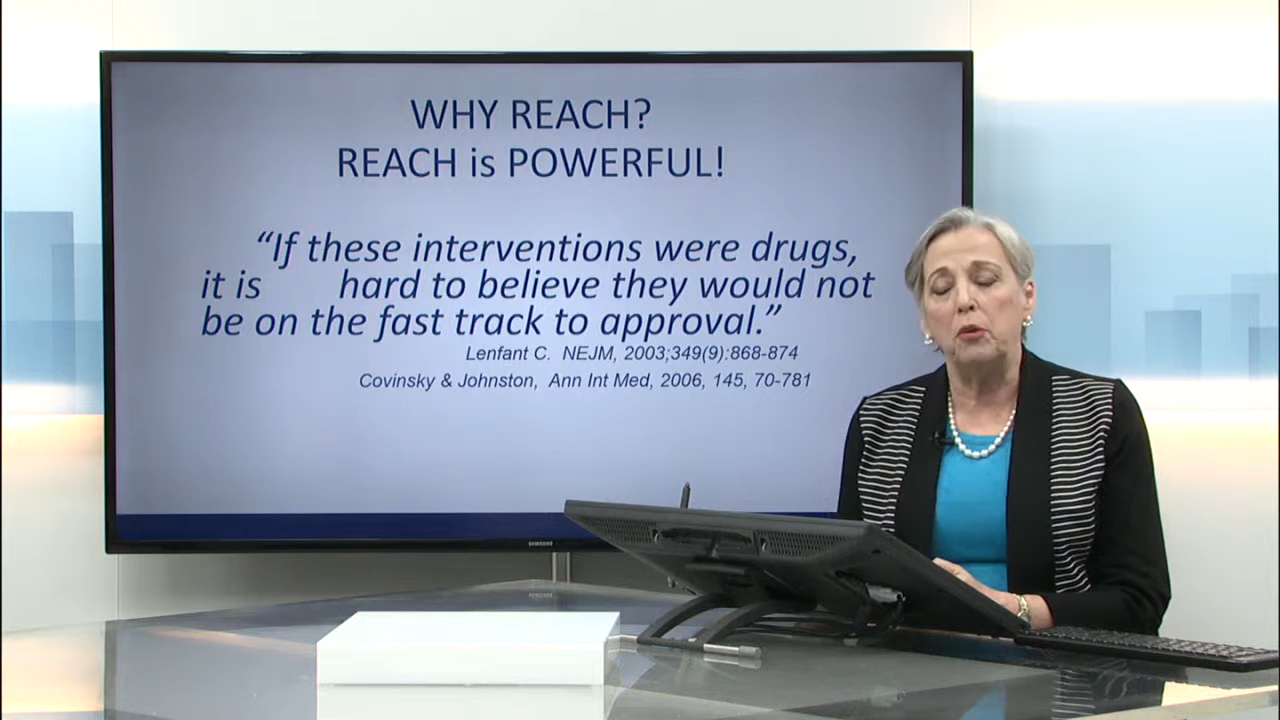 WHY REACH?
REACH is POWERFUL!
“If these interventions were drugs,
it is hard to believe they would not
be on the fast track to approval.”
Lenfant C. NEJM, 2003;349(9):868-874
Covinsky & Johnston, Ann Int Med, 2006, 145, 70-781
SAMSUNG